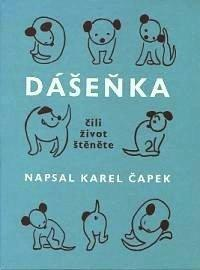 DÁŠEŇKA
čili
život
štěněte
NAPSAL KAREL ČAPEK